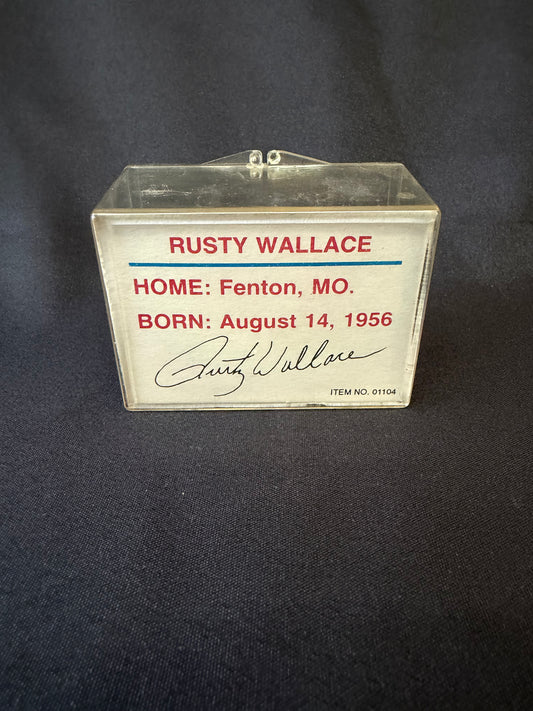 RUSTY WALLACE
HOME: Fenton, MO.
BORN: August 14, 1956
Rusty Wallace
ITEM NO. 01104